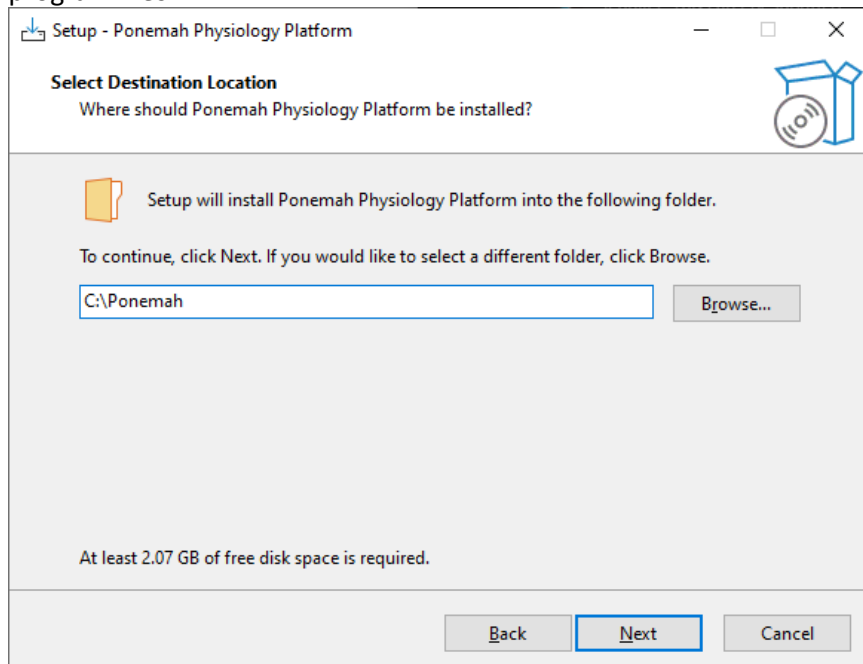 Setup - Ponemah Physiology Platform
Select Destination Location
Where should Ponemah Physiology Platform be installed?
Setup will install Ponemah Physiology Platform into the following folder.
To continue, click Next. If you would like to select a different folder, click Browse.
C:\Ponemah
Browse...
At least 2.07 GB of free disk space is required.
Back
Next
Cancel